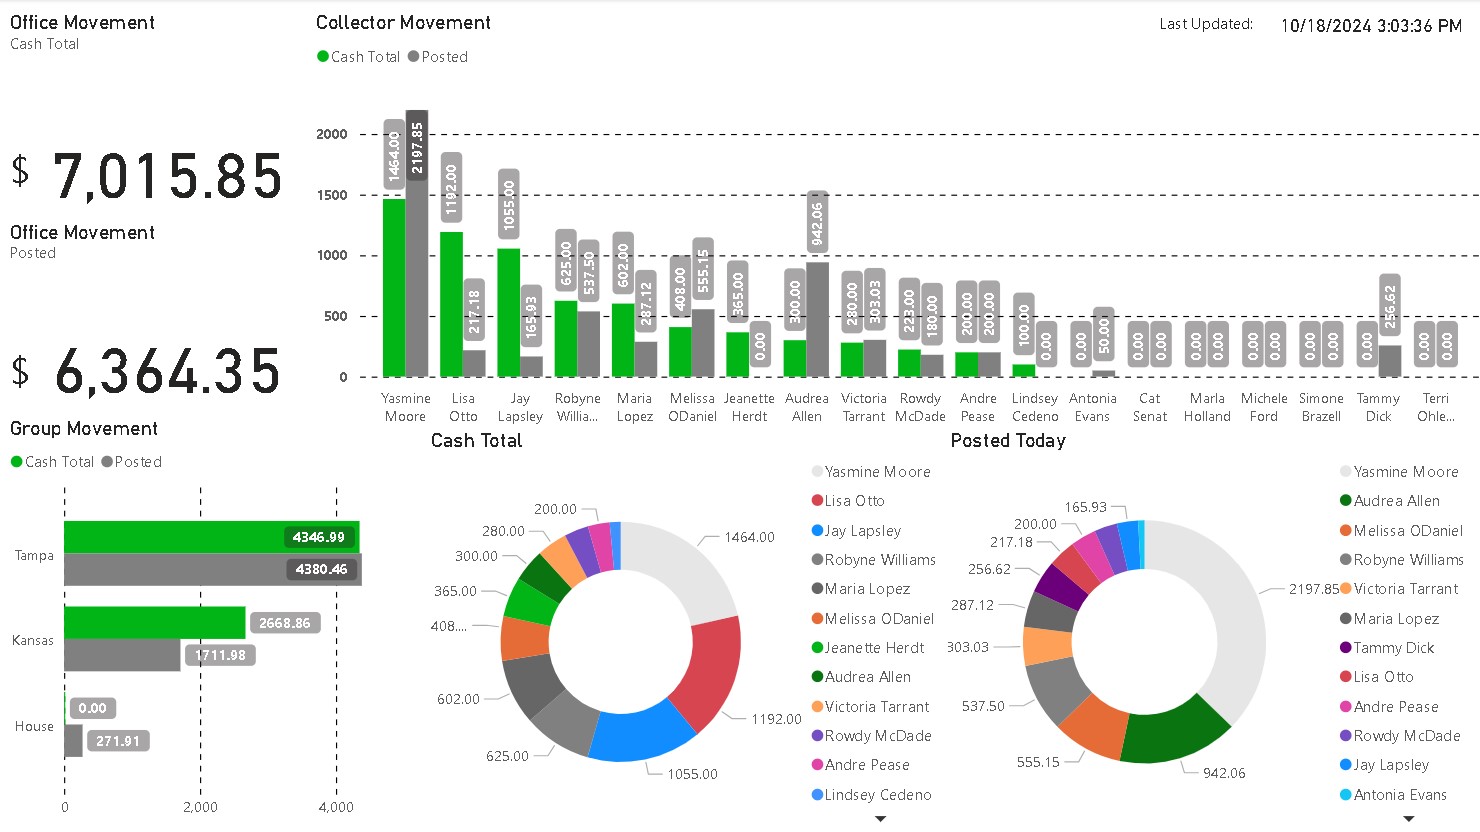 Office Movement
Cash Total
$ 7,015.85
Office Movement
Posted
$ 6,364.35
Collector Movement
Cash Total Posted
Last Updated: 10/18/2024 3:03:36 PM
2000
1500
1000
500
0
1464.00
2197.85
1192.00
217.18
1055.00
165.93
625.00
537.50
602.00
287.12
408.00
555.15
365.00
0.00
300.00
942.06
280.00
303.03
223.00
180.00
200.00
200.00
100.00
0.00
0.00
50.00
0.00
0.00
0.00
0.00
0.00
0.00
0.00
0.00
0.00
256.62
0.00
0.00
Yasmine
Moore
Lisa
Otto
Jay
Lapsley
Robyne
Willia...
Maria
Lopez
Melissa
ODaniel
Jeanette
Herdt
Audrea
Allen
Victoria
Tarrant
Rowdy
McDade
Andre
Pease
Lindsey
Cedeno
Antonia
Evans
Cat
Senat
Marla
Holland
Michele
Ford
Simone
Brazell
Tammy
Dick
Terri
Ohle...
Group Movement
Cash Total Posted
Tampa
4346.99
4380.46
Kansas
2668.86
1711.98
House
0.00
271.91
0
2,000
4,000
Cash Total
1464.00
1192.00
1055.00
625.00
602.00
408....
365.00
300.00
280.00
200.00
Yasmine Moore
Lisa Otto
Jay Lapsley
Robyne Williams
Maria Lopez
Melissa ODaniel
Jeanette Herdt
Audrea Allen
Victoria Tarrant
Rowdy McDade
Andre Pease
Lindsey Cedeno
Posted Today
2197.85
942.06
555.15
537.50
303.03
287.12
256.62
217.18
200.00
165.93
Yasmine Moore
Audrea Allen
Melissa ODaniel
Robyne Williams
Victoria Tarrant
Maria Lopez
Tammy Dick
Lisa Otto
Andre Pease
Rowdy McDade
Jay Lapsley
Antonia Evans